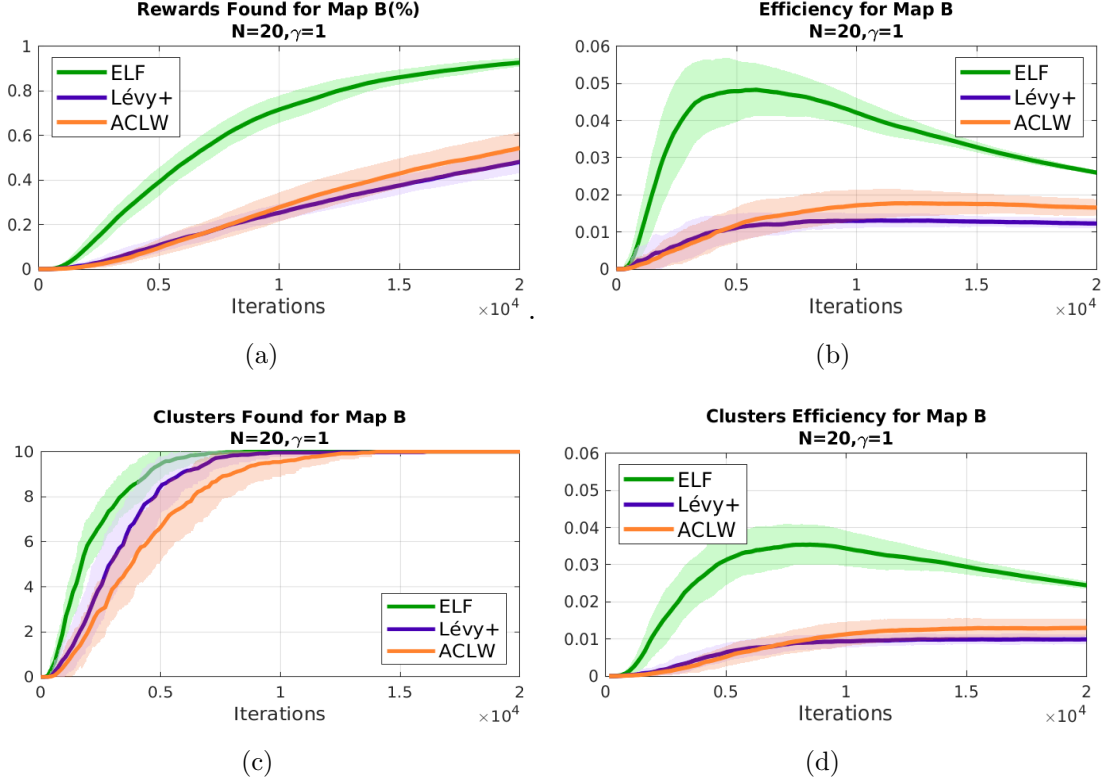 Rewards Found for Map B(%)
N=20,γ=1
1
0.8
0.6
0.4
0.2
0
ELF
Lévy+
ACLW
0
0.5
1
1.5
2
Iterations
×10⁴
.
(a)
Efficiency for Map B
N=20,γ=1
0.06
0.05
0.04
0.03
0.02
0.01
0
ELF
Lévy+
ACLW
0
0.5
1
1.5
2
Iterations
×10⁴
(b)
Clusters Found for Map B
N=20,γ=1
10
8
6
4
2
0
ELF
Lévy+
ACLW
0
0.5
1
1.5
2
Iterations
×10⁴
(c)
Clusters Efficiency for Map B
N=20,γ=1
0.06
0.05
0.04
0.03
0.02
0.01
0
ELF
Lévy+
ACLW
0
0.5
1
1.5
2
Iterations
×10⁴
(d)